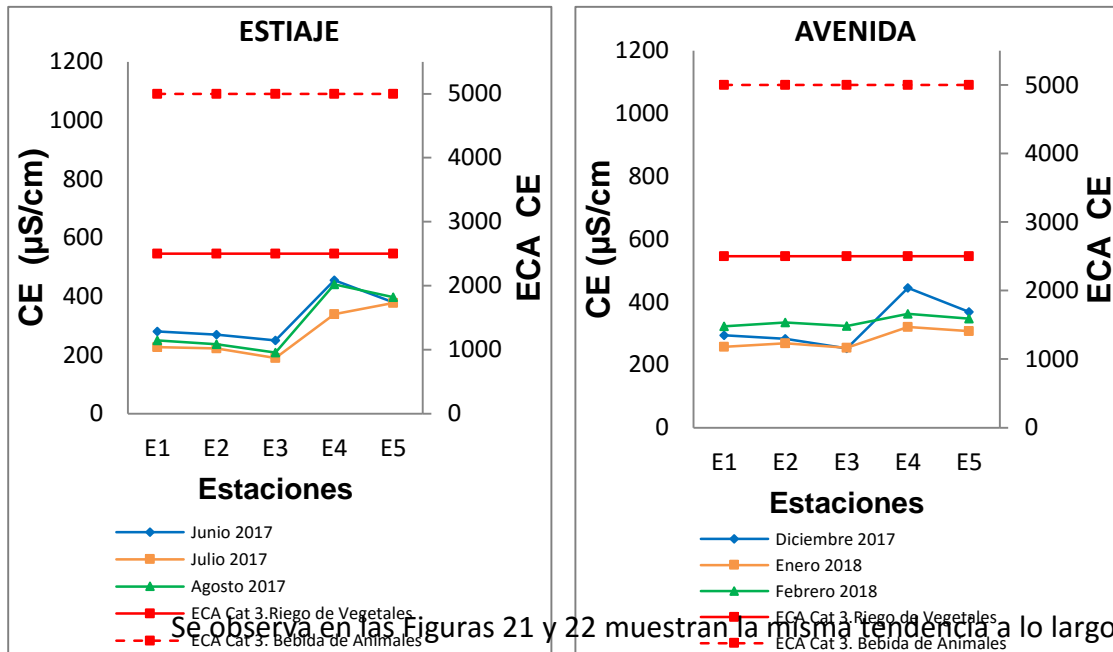 ESTIAJE
1200
1000
800
600
400
200
0
CE (µS/cm)
5000
4000
3000
2000
1000
0
ECA CE
E1 E2 E3 E4 E5
Estaciones
Junio 2017
Julio 2017
Agosto 2017
ECA Cat 3.Riego de Vegetales
ECA Cat 3. Bebida de Animales
AVENIDA
1200
1000
800
600
400
200
0
CE (µS/cm
5000
4000
3000
2000
1000
0
ECA CE
E1 E2 E3 E4 E5
Estaciones
Diciembre 2017
Enero 2018
Febrero 2018
ECA Cat 3.Riego de Vegetales
ECA Cat 3. Bebida de Animales
Se observa en las Figuras 21 y 22 muestran la misma tendencia a lo largo